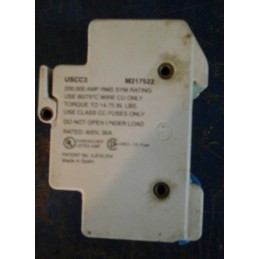 USCC3 M217522
200,000 AMP RMS SYM RATING
USE 60/75°C WIRE CU ONLY
TORQUE TO 14.75 IN. LBS.
USE CLASS CC FUSES ONLY
DO NOT OPEN UNDER LOAD
RATED: 600V, 30A
Made in Spain